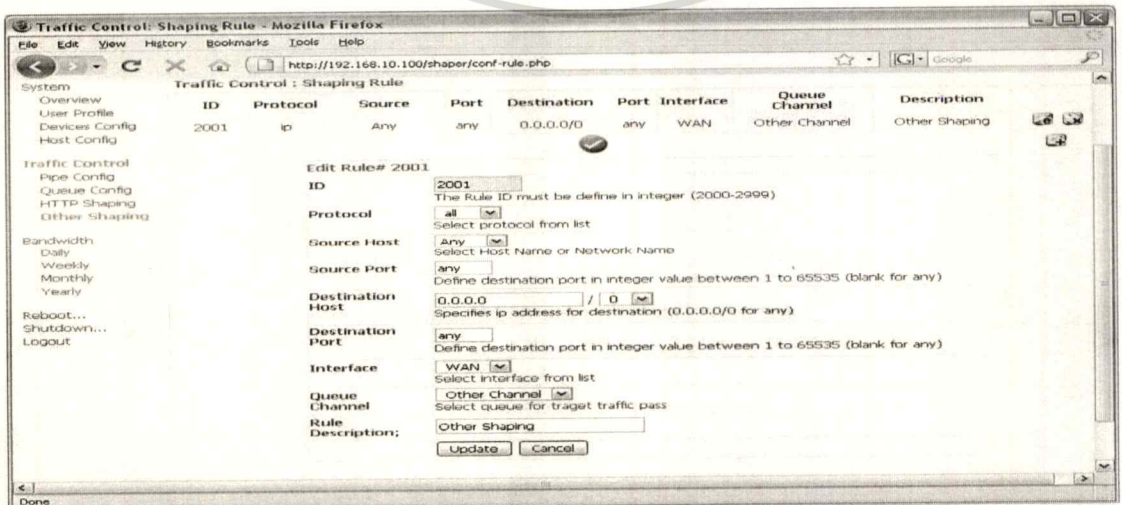 Traffic Control: Shaping Rule - Mozilla Firefox
File Edit View History Bookmarks Tools Help
http://192.168.10.100/shaper/conf-rule.php
G Google
System
Overview
User Profile
Devices Config
Host Config
Traffic Control
Pipe Config
Queue Config
HTTP Shaping
Other Shaping
Bandwidth
Daily
Weekly
Monthly
Yearly
Reboot...
Shutdown...
Logout
Traffic Control : Shaping Rule
ID Protocol Source Port Destination Port Interface Queue Channel Description
2001 ip Any any 0.0.0.0/0 any WAN Other Channel Other Shaping
Edit Rule# 2001
ID 2001
The Rule ID must be define in integer (2000-2999)
Protocol all
Select protocol from list
Source Host Any
Select Host Name or Network Name
Source Port any
Define destination port in integer value between 1 to 65535 (blank for any)
Destination Host 0.0.0.0 / 0
Specifies ip address for destination (0.0.0.0/0 for any)
Destination Port any
Define destination port in integer value between 1 to 65535 (blank for any)
Interface WAN
Select interface from list
Queue Channel Other Channel
Select queue for traget traffic pass
Rule Description; Other Shaping
Update Cancel
Done